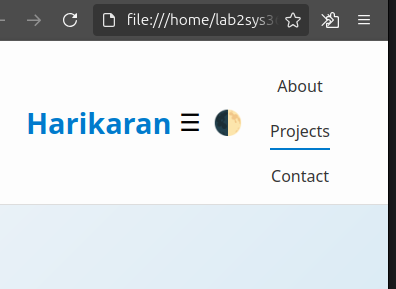 file:///home/lab2sys3
About
Harikaran ☰
Projects
Contact